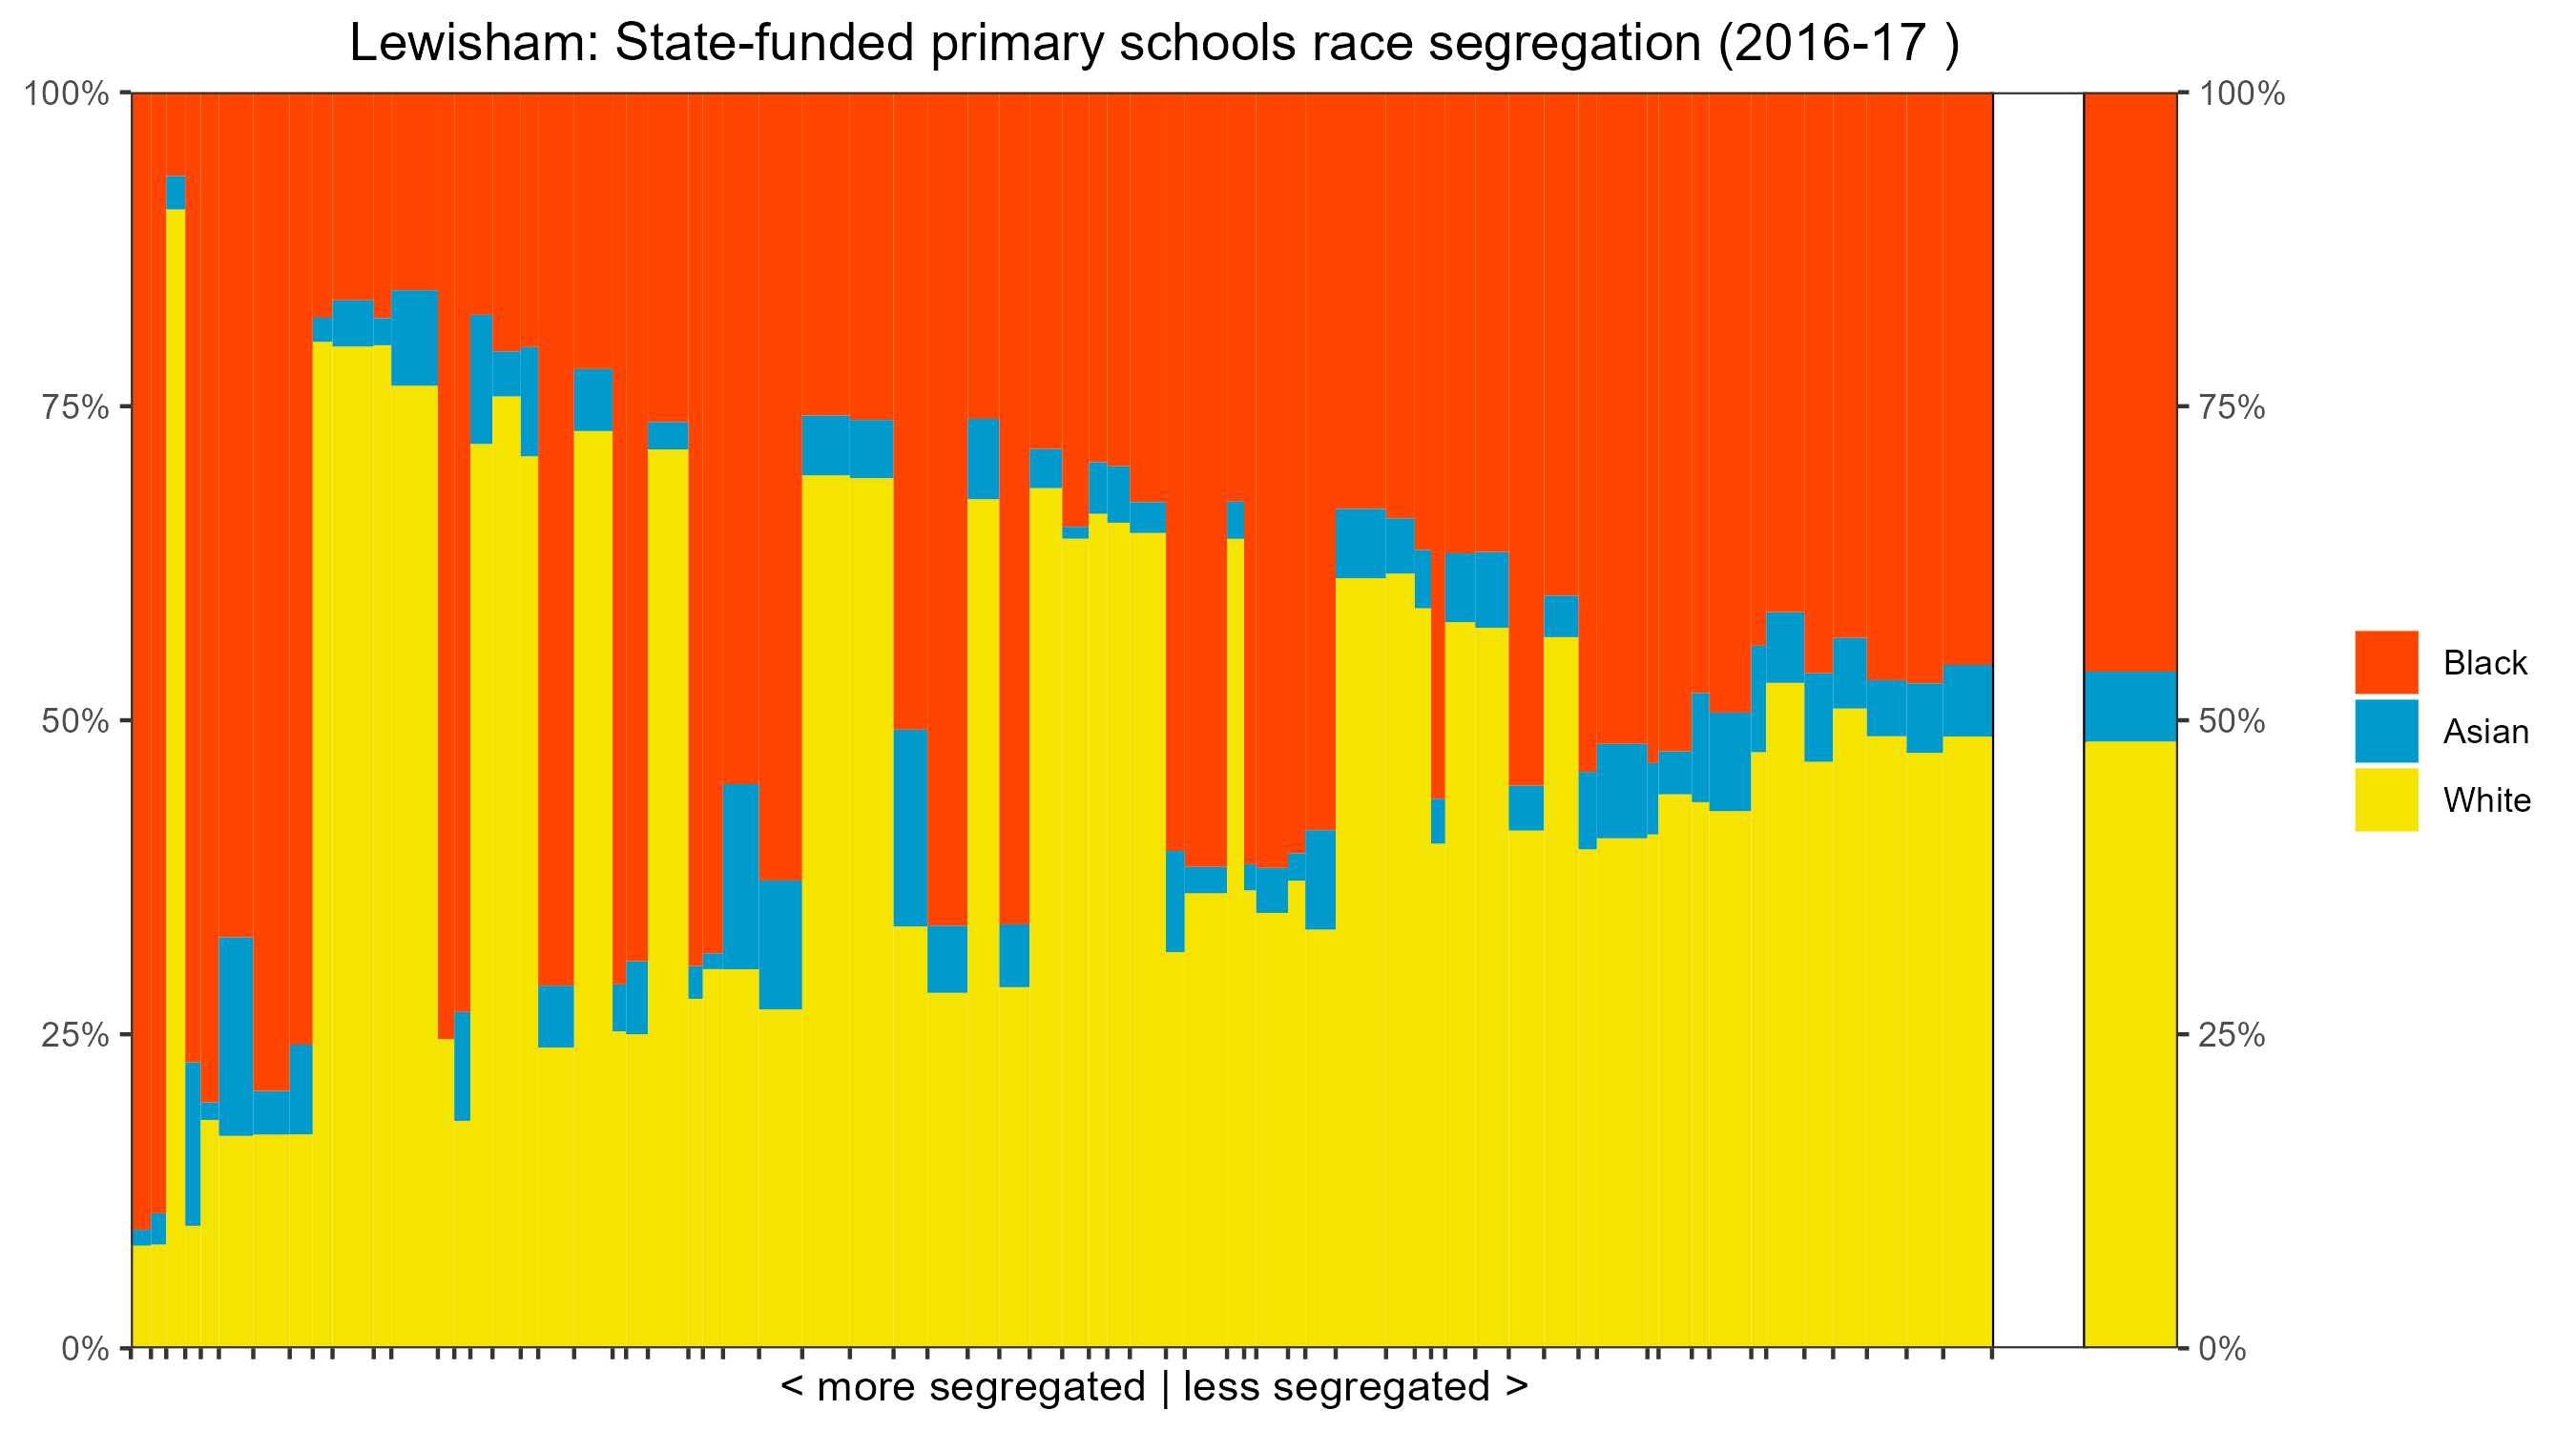 Lewisham: State-funded primary schools race segregation (2016-17 )
100%
75%
50%
25%
0%
100%
75%
50%
25%
0%
< more segregated | less segregated >
Black
Asian
White